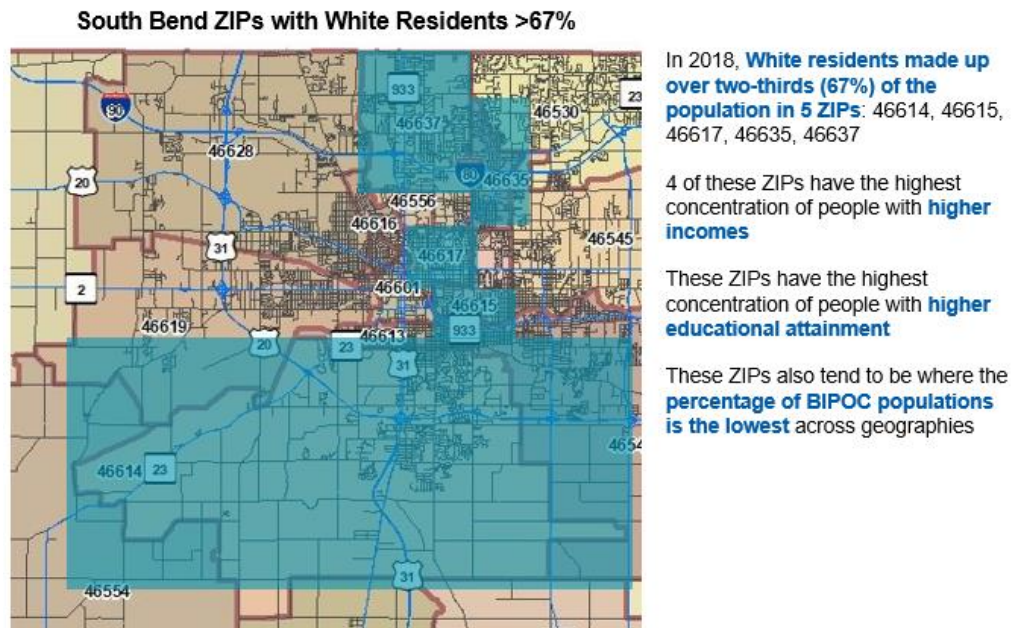 South Bend ZIPs with White Residents >67%
933
46637
46530
23
90
46628
80
46635
20
46556
46616
31
46617
46545
2
46601
46615
46619
46613
933
20
23
31
46614
23
31
46554
In 2018, White residents made up
over two-thirds (67%) of the
population in 5 ZIPs: 46614, 46615,
46617, 46635, 46637
4 of these ZIPs have the highest
concentration of people with higher
incomes
These ZIPs have the highest
concentration of people with higher
educational attainment
These ZIPs also tend to be where the
percentage of BIPOC populations
is the lowest across geographies